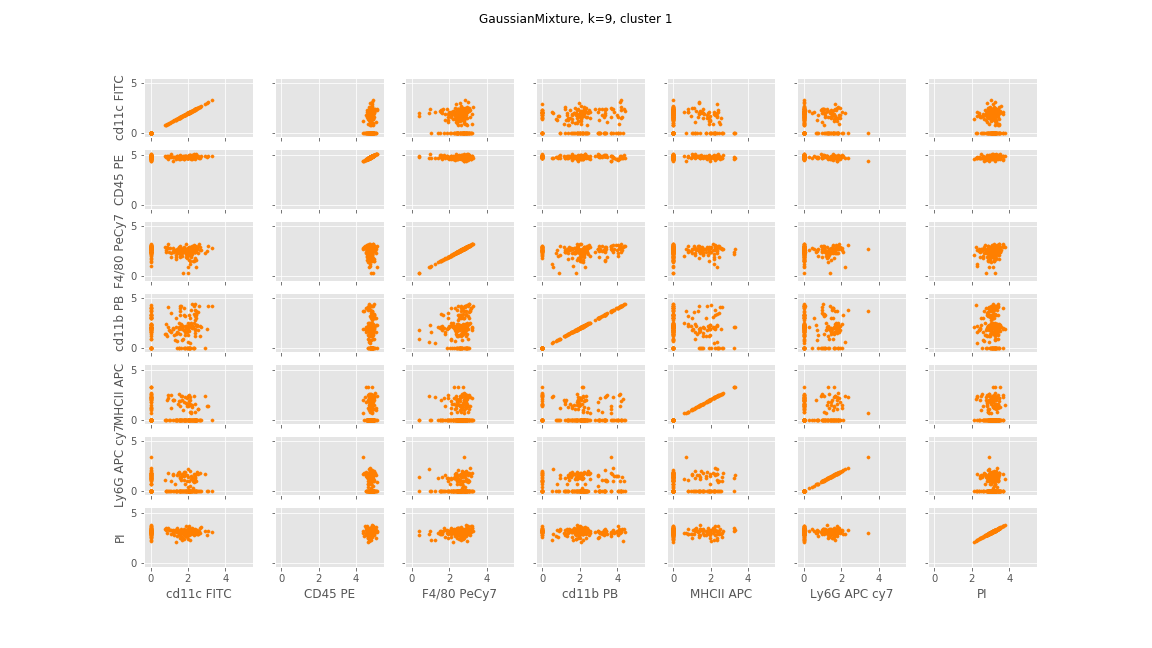 GaussianMixture, k=9, cluster 1
cd11c FITC
5
0
CD45 PE
5
0
F4/80 PeCy7
5
0
cd11b PB
5
0
MHCII APC
5
0
Ly6G APC cy7
5
0
PI
5
0
0 2 4 0 2 4 0 2 4 0 2 4 0 2 4 0 2 4 0 2 4
cd11c FITC CD45 PE F4/80 PeCy7 cd11b PB MHCII APC Ly6G APC cy7 PI